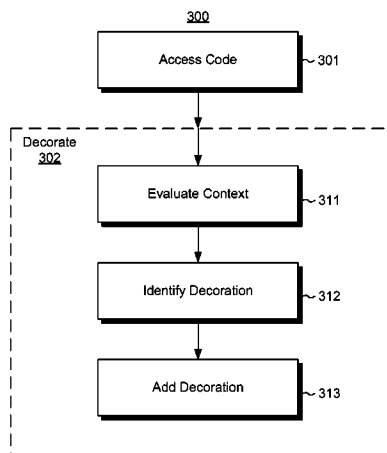 300
Access Code
301
Decorate
302
Evaluate Context
311
Identify Decoration
312
Add Decoration
313